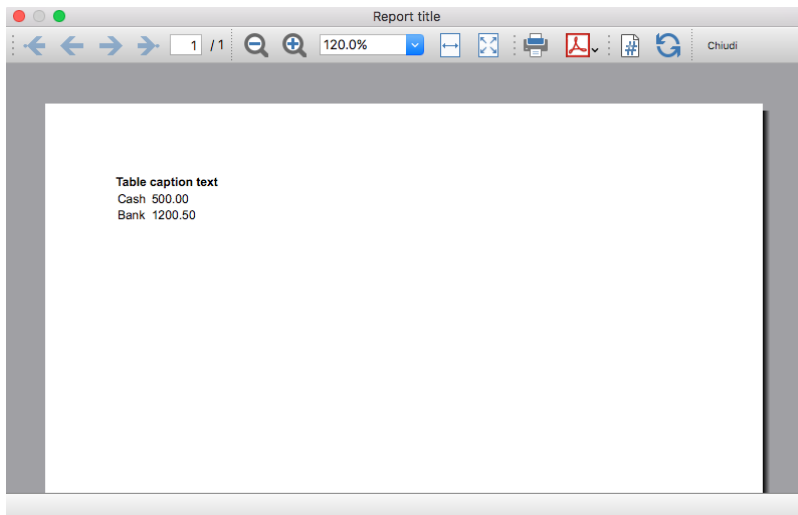 Report title
1 / 1 120.0% # Chiudi
Table caption text
Cash 500.00
Bank 1200.50